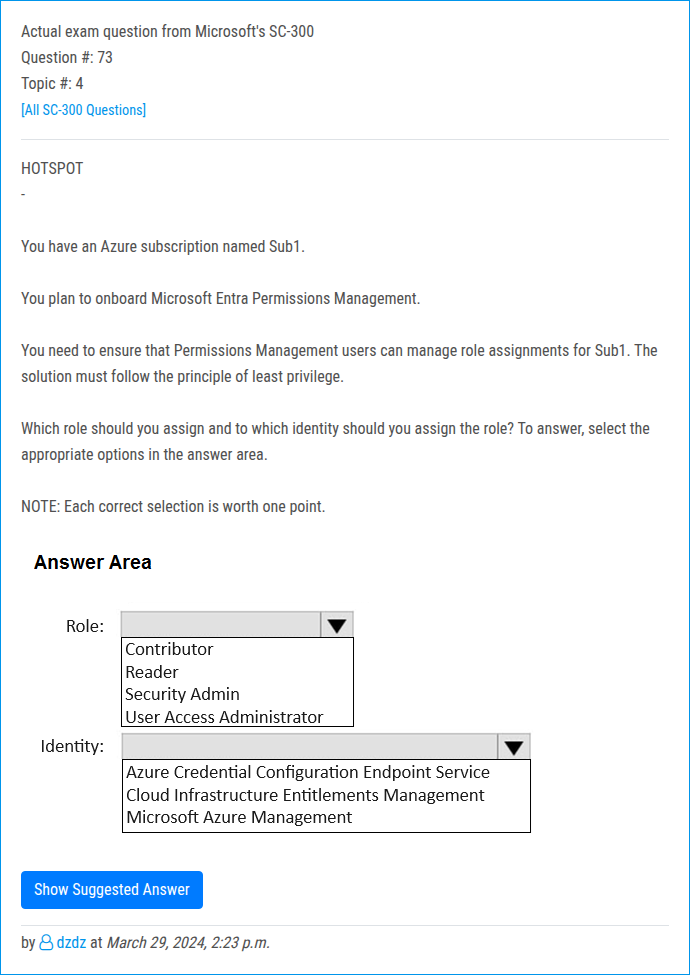 Actual exam question from Microsoft's SC-300
Question #: 73
Topic #: 4
[All SC-300 Questions]
HOTSPOT
-
You have an Azure subscription named Sub1.
You plan to onboard Microsoft Entra Permissions Management.
You need to ensure that Permissions Management users can manage role assignments for Sub1. The
solution must follow the principle of least privilege.
Which role should you assign and to which identity should you assign the role? To answer, select the
appropriate options in the answer area.
NOTE: Each correct selection is worth one point.
Answer Area
Role:
Contributor
Reader
Security Admin
User Access Administrator
Identity:
Azure Credential Configuration Endpoint Service
Cloud Infrastructure Entitlements Management
Microsoft Azure Management
Show Suggested Answer
by dzdz at March 29, 2024, 2:23 p.m.